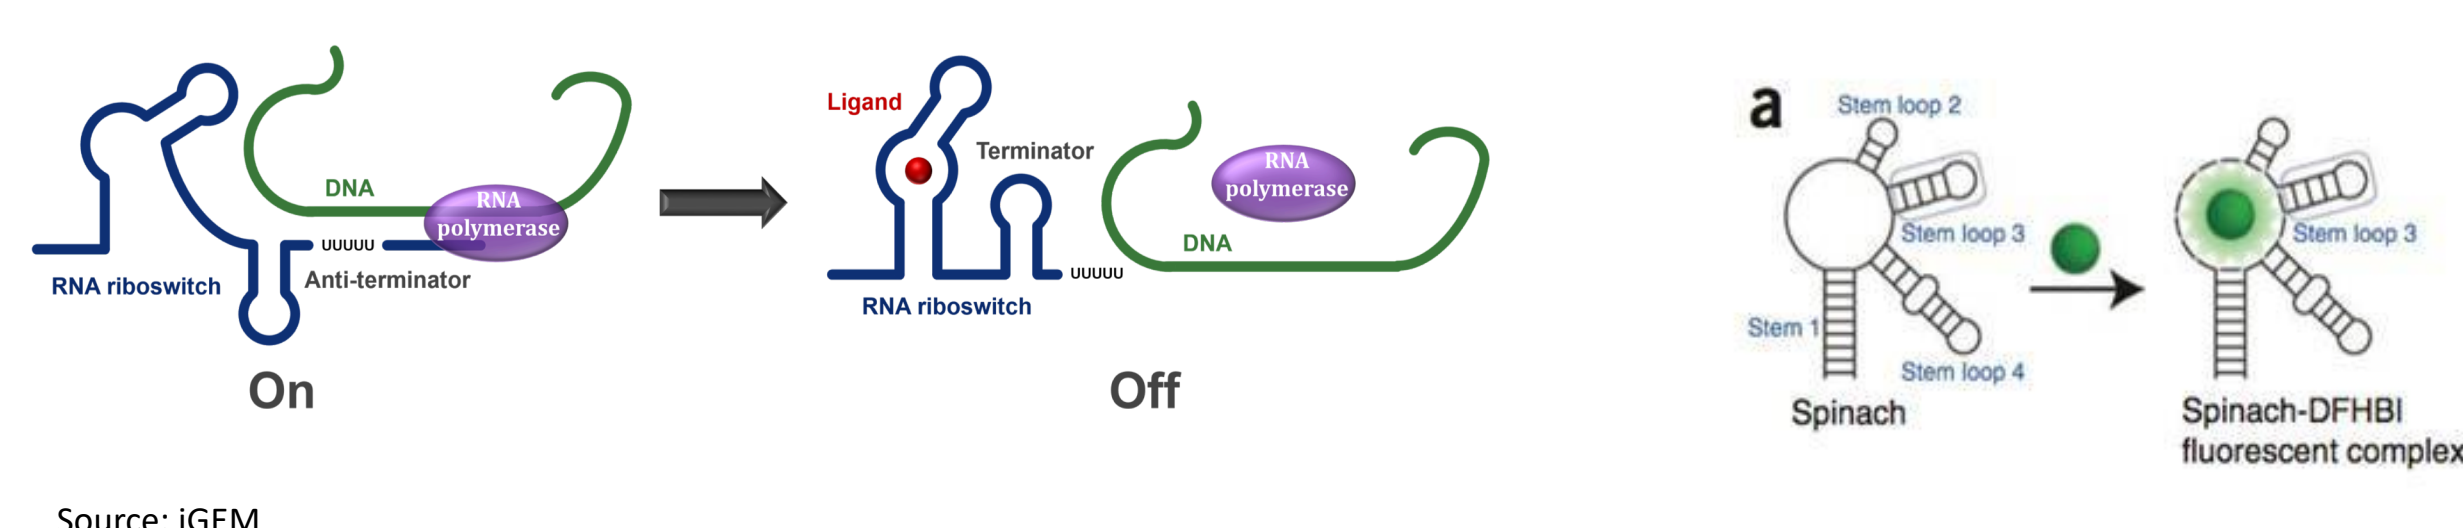 RNA
polymerase
DNA
UUUUU
Anti-terminator
RNA riboswitch
On
Ligand
Terminator
RNA
polymerase
DNA
UUUUU
RNA riboswitch
Off
Source: iGEM
a
Stem loop 2
Stem loop 3
Stem 1
Stem loop 4
Spinach
Stem loop 3
Spinach-DFHBI
fluorescent complex